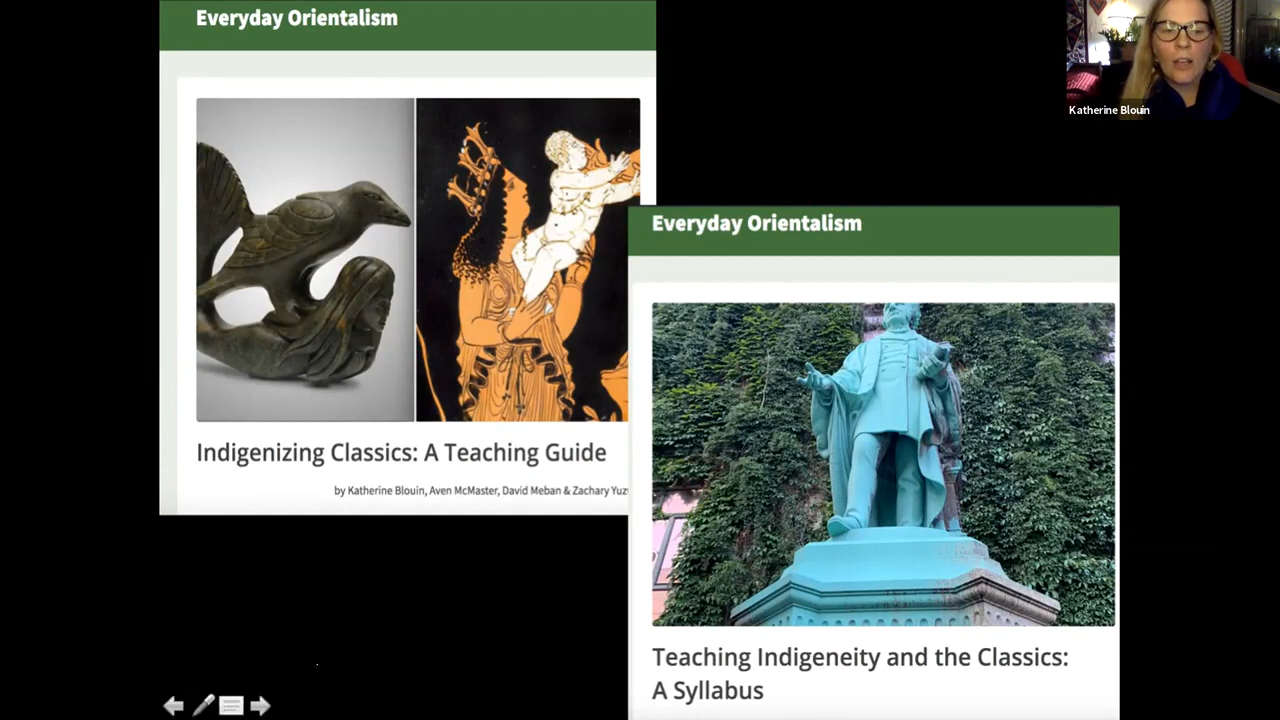 Everyday Orientalism
Katherine Blouin
Indigenizing Classics: A Teaching Guide
by Katherine Blouin, Aven McMaster, David Meban & Zachary Yuz
Everyday Orientalism
Teaching Indigeneity and the Classics:
A Syllabus